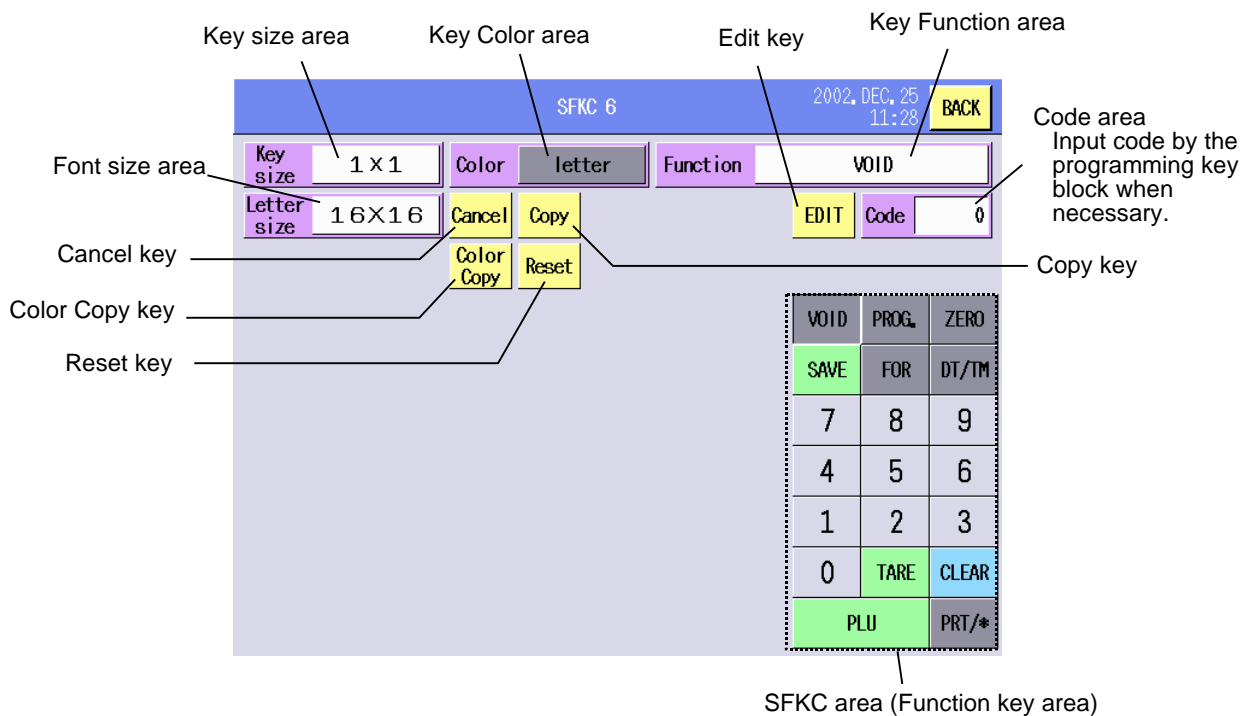 Key size area
Key Color area
Edit key
Key Function area
SFKC 6
2002. DEC. 25
11:28
BACK
Code area
Input code by the
programming key
block when
necessary.
Key
size
1×1
Color
letter
Function
VOID
Font size area
Letter
size
16×16
Cancel
Copy
EDIT
Code
0
Cancel key
Color
Copy
Reset
Copy key
Color Copy key
Reset key
VOID PROG. ZERO
SAVE FOR DT/TM
7 8 9
4 5 6
1 2 3
0 TARE CLEAR
PLU PRT/*
SFKC area (Function key area)